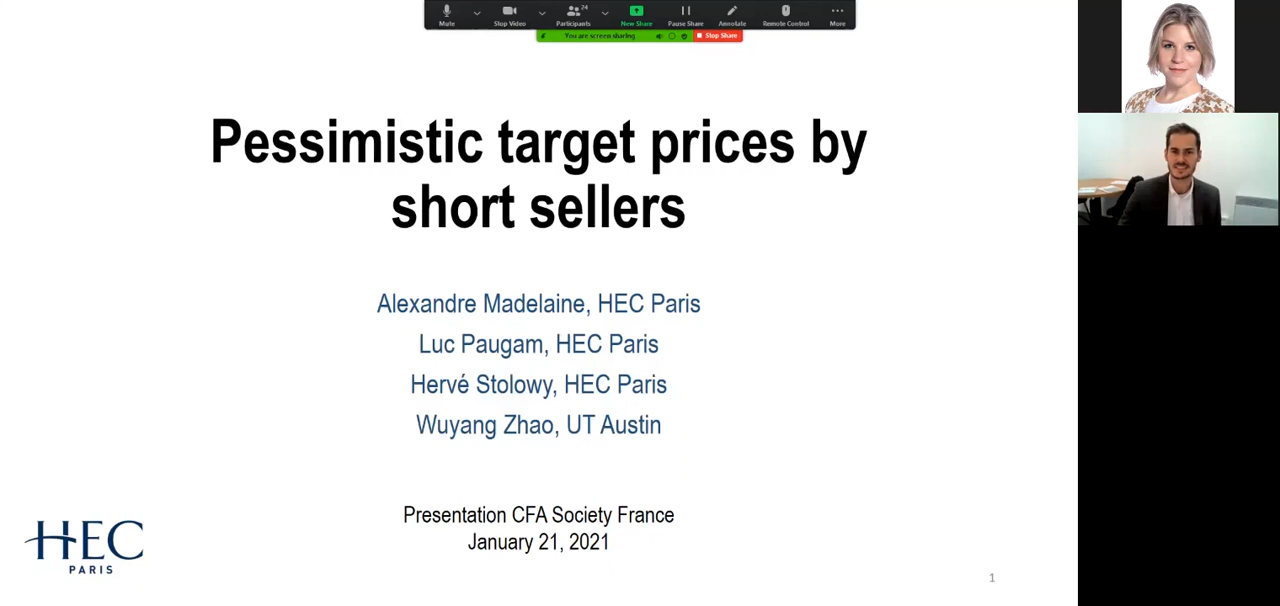 24
Mute
Stop Video
Participants
New Share
Pause Share
Annotate
Remote Control
More
You are screen sharing
Stop Share
Pessimistic target prices by
short sellers
Alexandre Madelaine, HEC Paris
Luc Paugam, HEC Paris
Hervé Stolowy, HEC Paris
Wuyang Zhao, UT Austin
Presentation CFA Society France
January 21, 2021
HEC
PARIS
1